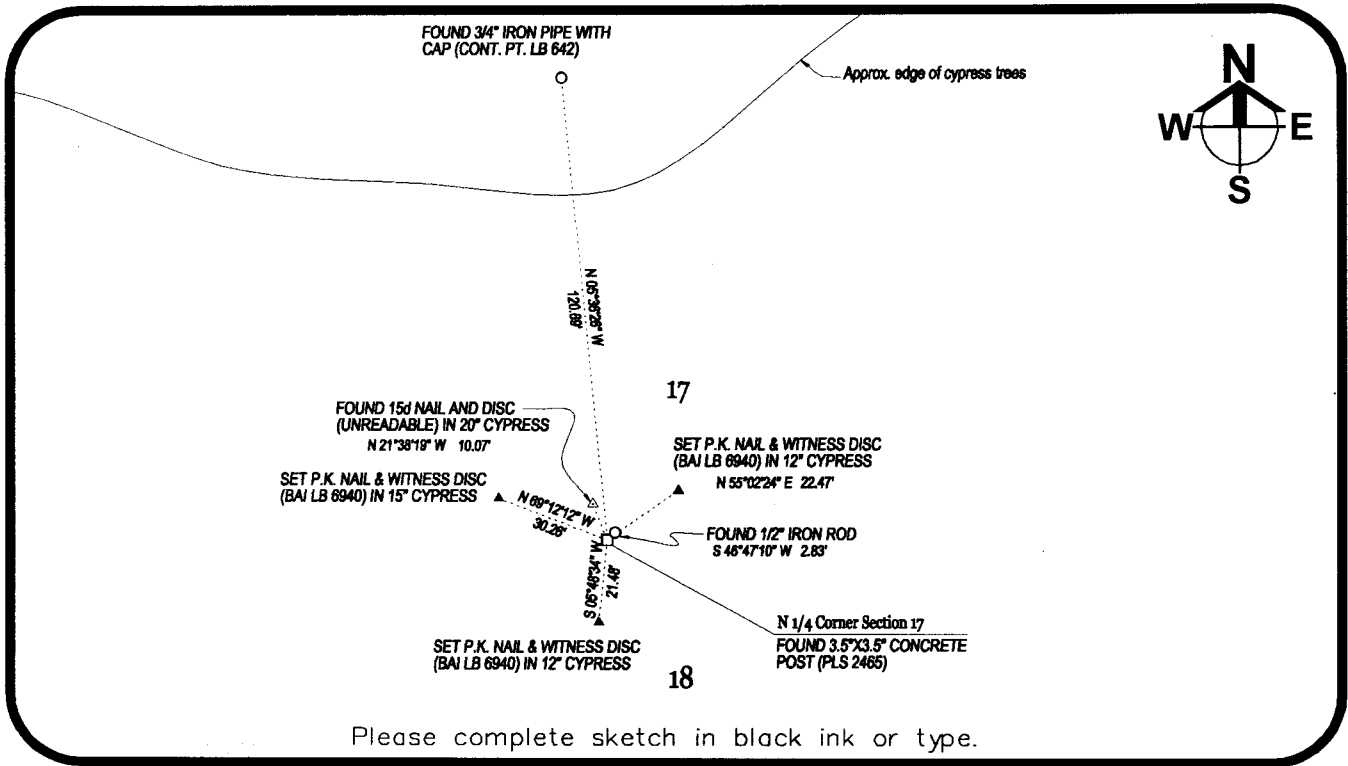 FOUND 3/4" IRON PIPE WITH
CAP (CONT. PT. LB 642)
Approx. edge of cypress trees
N
W E
S
N 05°36'26" W
120.69'
17
FOUND 15d NAIL AND DISC
(UNREADABLE) IN 20" CYPRESS
N 21°38'19" W 10.07'
SET P.K. NAIL & WITNESS DISC
(BAI LB 6940) IN 12" CYPRESS
N 55°02'24" E 22.47'
SET P.K. NAIL & WITNESS DISC
(BAI LB 6940) IN 15" CYPRESS
N 69°12'12" W
30.26'
FOUND 1/2" IRON ROD
S 46°47'10" W 2.83'
S 05°48'34" W
21.48'
N 1/4 Corner Section 17
FOUND 3.5"X3.5" CONCRETE
POST (PLS 2465)
SET P.K. NAIL & WITNESS DISC
(BAI LB 6940) IN 12" CYPRESS
18
Please complete sketch in black ink or type.